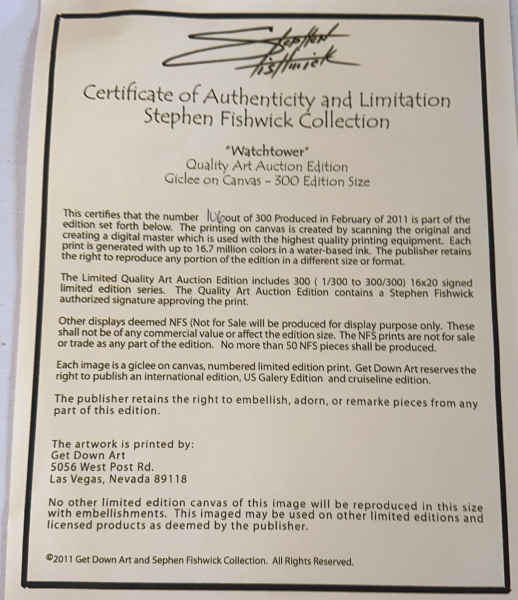 Stephen
Fishwick
Certificate of Authenticity and Limitation
Stephen Fishwick Collection
"Watchtower"
Quality Art Auction Edition
Giclee on Canvas - 300 Edition Size
This certifies that the number 106 out of 300 Produced in February of 2011 is part of the
edition set forth below. The printing on canvas is created by scanning the original and
creating a digital master which is used with the highest quality printing equipment. Each
print is generated with up to 16.7 million colors in a water-based ink. The publisher retains
the right to reproduce any portion of the edition in a different size or format.
The Limited Quality Art Auction Edition includes 300 ( 1/300 to 300/300) 16x20 signed
limited edition series. The Quality Art Auction Edition contains a Stephen Fishwick
authorized signature approving the print.
Other displays deemed NFS (Not for Sale will be produced for display purpose only. These
shall not be of any commercial value or affect the edition size. The NFS prints are not for sale
or trade as any part of the edition. No more than 50 NFS pieces shall be produced.
Each image is a giclee on canvas, numbered limited edition print. Get Down Art reserves the
right to publish an international edition, US Galery Edition and cruiseline edition.
The publisher retains the right to embellish, adorn, or remarke pieces from any
part of this edition.
The artwork is printed by:
Get Down Art
5056 West Post Rd.
Las Vegas, Nevada 89118
No other limited edition canvas of this image will be reproduced in this size
with embellishments. This imaged may be used on other limited editions and
licensed products as deemed by the publisher.
©2011 Get Down Art and Sephen Fishwick Collection. All Rights Reserved.